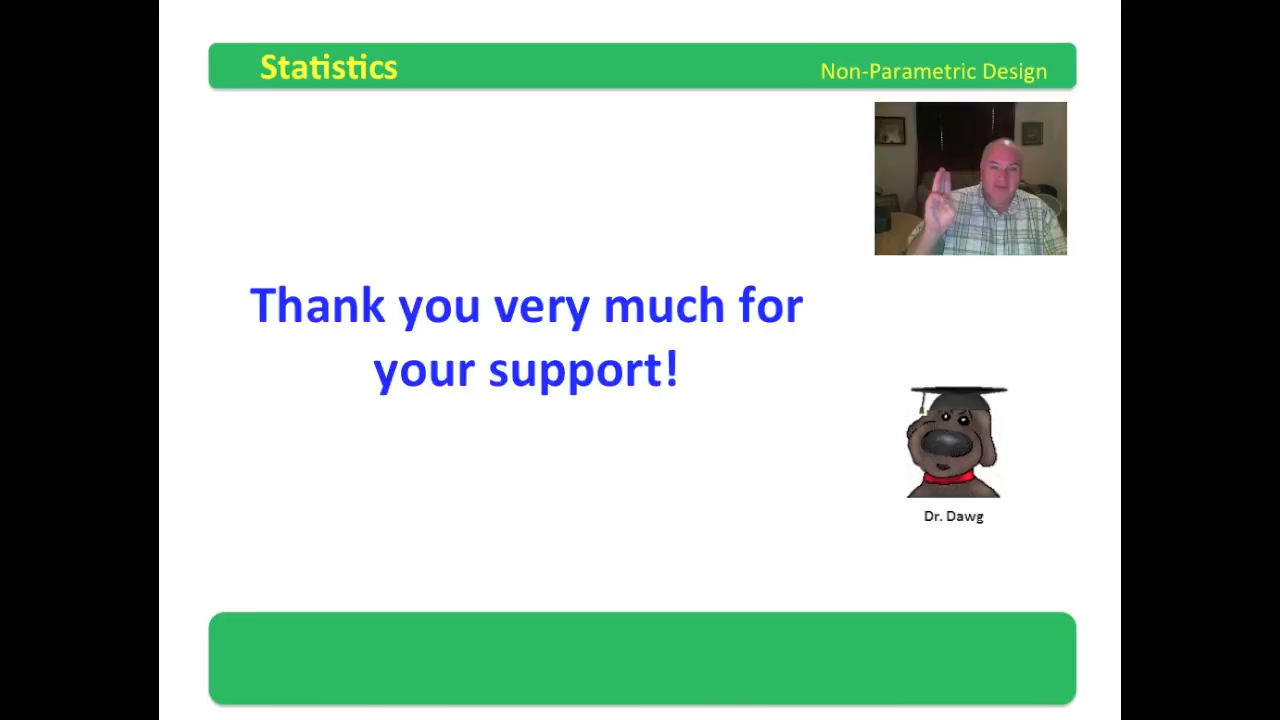 Statistics
Non-Parametric Design
Thank you very much for
your support!
Dr. Dawg